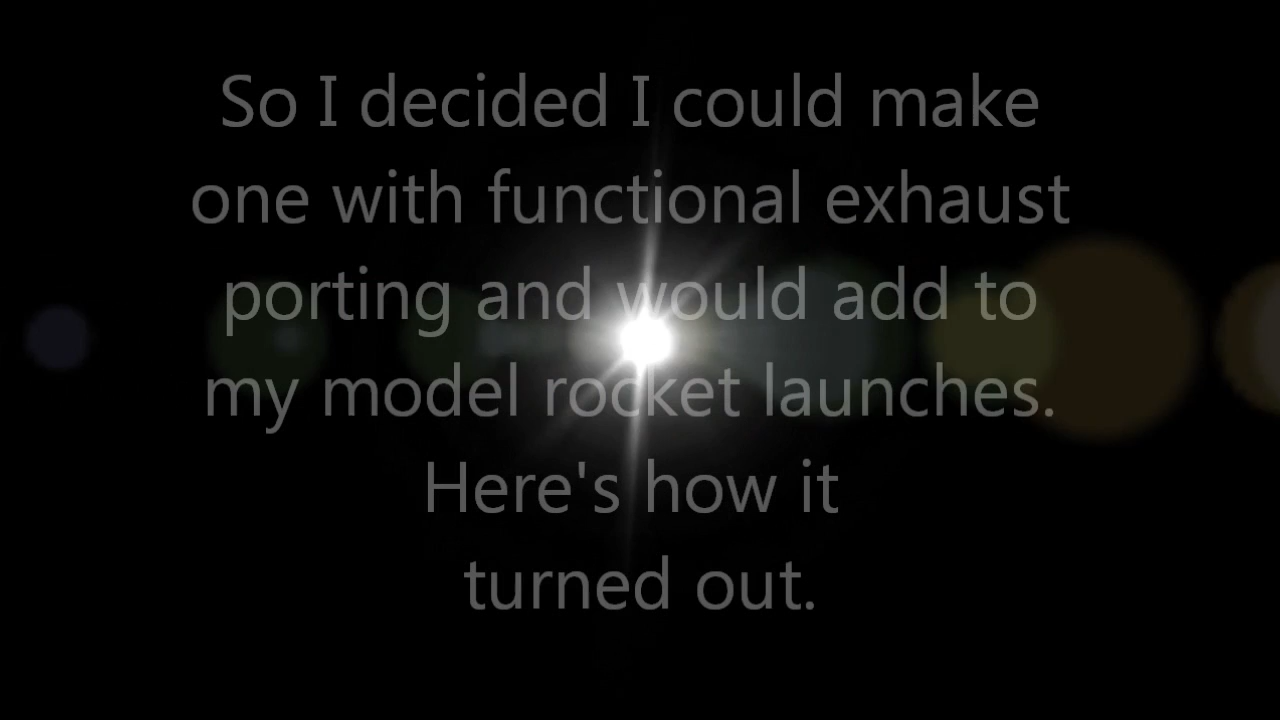 So I decided I could make
one with functional exhaust
porting and would add to
my model rocket launches.
Here's how it
turned out.